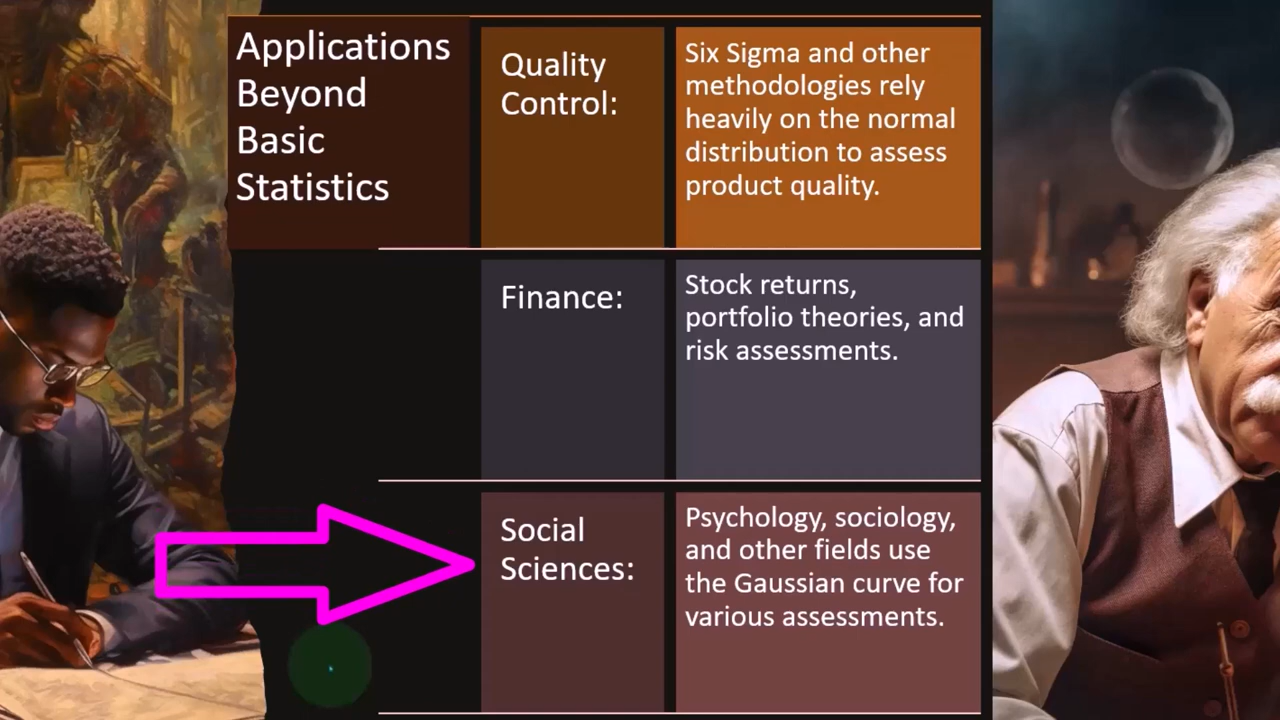 Applications
Beyond
Basic
Statistics
Quality
Control:
Six Sigma and other
methodologies rely
heavily on the normal
distribution to assess
product quality.
Finance:
Stock returns,
portfolio theories, and
risk assessments.
Social
Sciences:
Psychology, sociology,
and other fields use
the Gaussian curve for
various assessments.